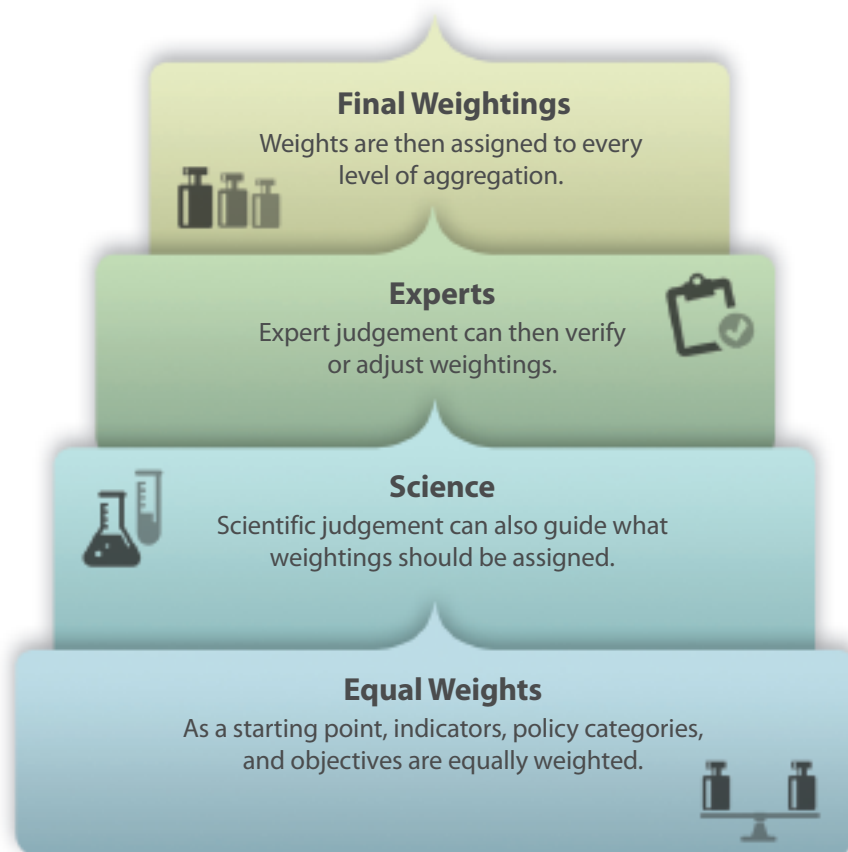 Final Weightings
Weights are then assigned to every
level of aggregation.
Experts
Expert judgement can then verify
or adjust weightings.
Science
Scientific judgement can also guide what
weightings should be assigned.
Equal Weights
As a starting point, indicators, policy categories,
and objectives are equally weighted.